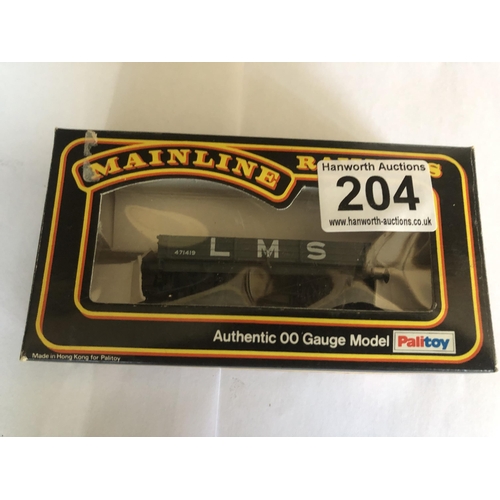 MAINLINE
Hanworth Auctions
204
www.hanworth-auctions.co.uk
471419
L M S
Authentic OO Gauge Model
Palitoy
Made in Hong Kong for Palitoy